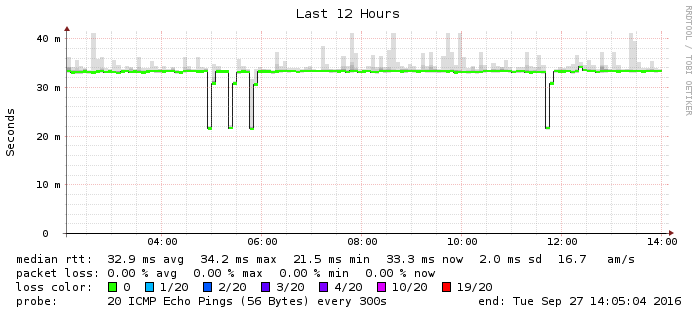 Last 12 Hours
RRDTOOL / TOBI OETIKER
Seconds
40 m
30 m
20 m
10 m
0
04:00 06:00 08:00 10:00 12:00 14:00
median rtt: 32.9 ms avg 34.2 ms max 21.5 ms min 33.3 ms now 2.0 ms sd 16.7 am/s
packet loss: 0.00 % avg 0.00 % max 0.00 % min 0.00 % now
loss color: 0 1/20 2/20 3/20 4/20 10/20 19/20
probe: 20 ICMP Echo Pings (56 Bytes) every 300s end: Tue Sep 27 14:05:04 2016